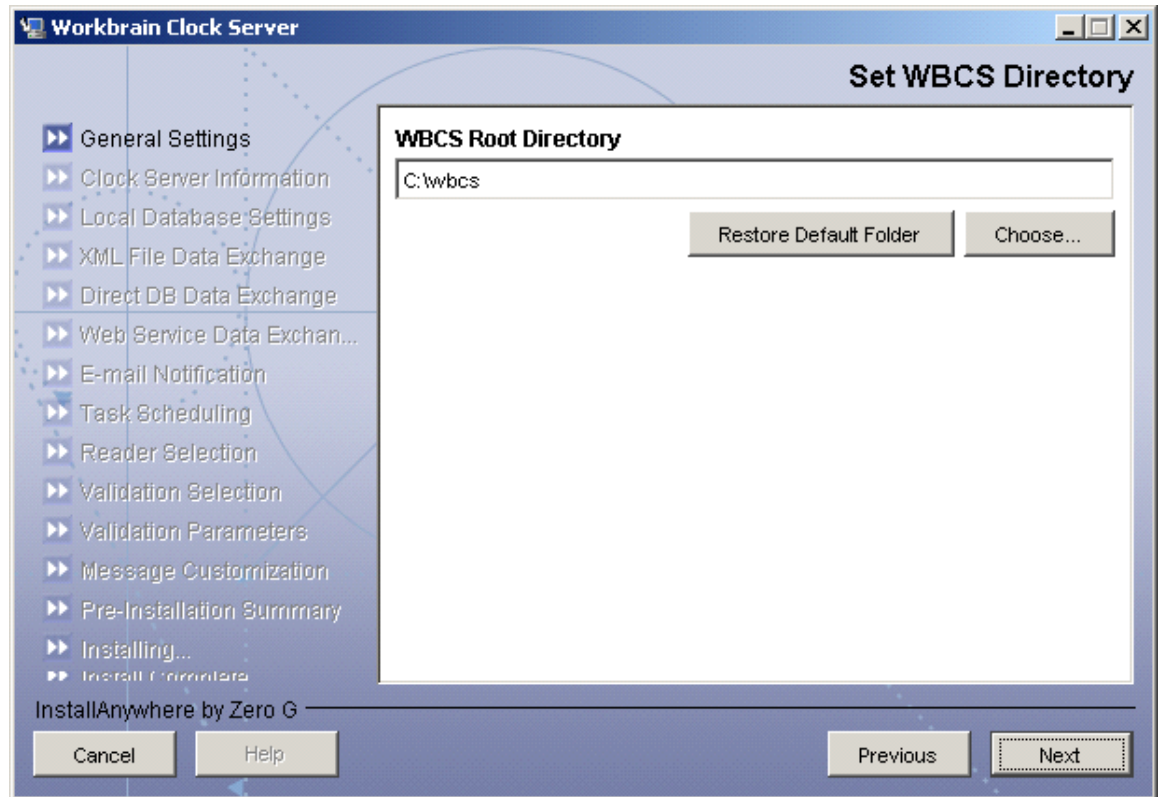 Workbrain Clock Server
Set WBCS Directory
General Settings
Clock Server Information
Local Database Settings
XML File Data Exchange
Direct DB Data Exchange
Web Service Data Exchan...
E-mail Notification
Task Scheduling
Reader Selection
Validation Selection
Validation Parameters
Message Customization
Pre-Installation Summary
Installing...
Install Complete
WBCS Root Directory
C:\wbcs
Restore Default Folder
Choose...
InstallAnywhere by Zero G
Cancel
Help
Previous
Next